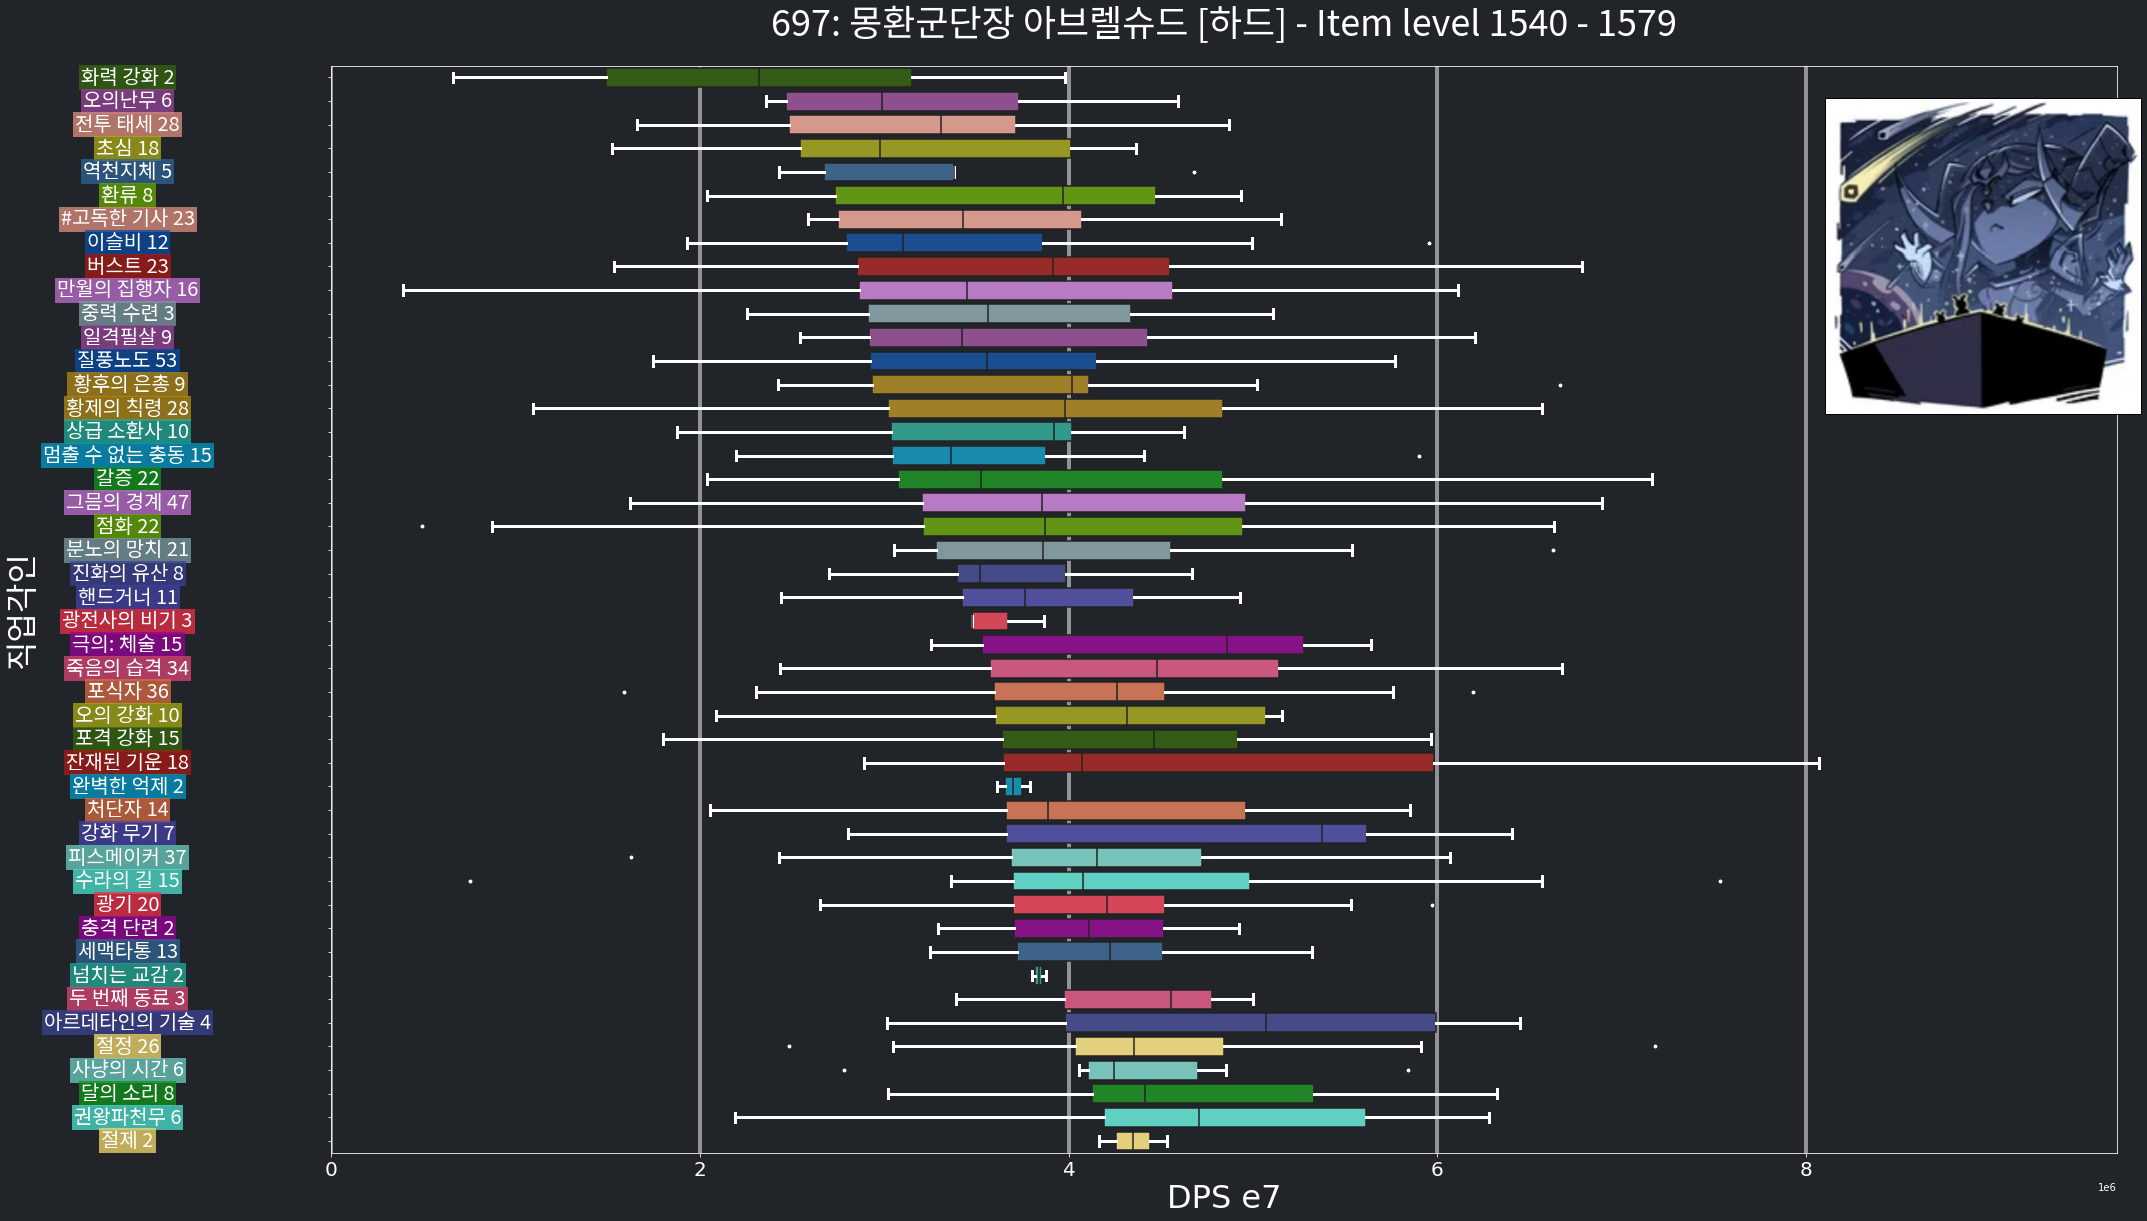 697: 몽환군단장 아브렐슈드 [하드] - Item level 1540 - 1579
직업각인
화력 강화 2
오의난무 6
전투 태세 28
초심 18
역천지체 5
환류 8
#고독한 기사 23
이슬비 12
버스트 23
만월의 집행자 16
중력 수련 3
일격필살 9
질풍노도 53
황후의 은총 9
황제의 칙령 28
상급 소환사 10
멈출 수 없는 충동 15
갈증 22
그믐의 경계 47
점화 22
분노의 망치 21
진화의 유산 8
핸드거너 11
광전사의 비기 3
극의: 체술 15
죽음의 습격 34
포식자 36
오의 강화 10
포격 강화 15
잔재된 기운 18
완벽한 억제 2
처단자 14
강화 무기 7
피스메이커 37
수라의 길 15
광기 20
충격 단련 2
세맥타통 13
넘치는 교감 2
두 번째 동료 3
아르데타인의 기술 4
절정 26
사냥의 시간 6
달의 소리 8
권왕파천무 6
절제 2
0 2 4 6 8
DPS e7
1e6